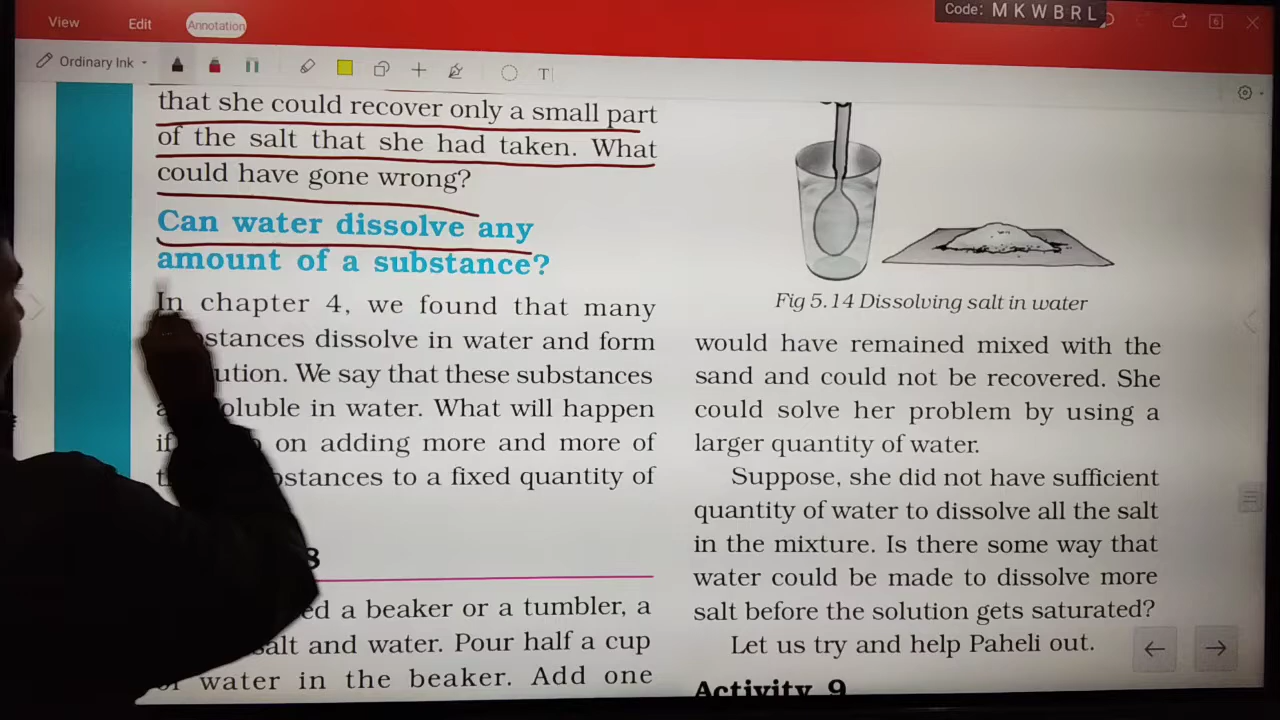 View Edit Annotation
Code: M K W B R L
6
Ordinary Ink
T
that she could recover only a small part
of the salt that she had taken. What
could have gone wrong?
Can water dissolve any
amount of a substance?
In chapter 4, we found that many
dissolve in water and form
We say that these substances
in water. What will happen
if on adding more and more of
to a fixed quantity of
8
a beaker or a tumbler, a
salt and water. Pour half a cup
water in the beaker. Add one
Fig 5.14 Dissolving salt in water
would have remained mixed with the
sand and could not be recovered. She
could solve her problem by using a
larger quantity of water.
Suppose, she did not have sufficient
quantity of water to dissolve all the salt
in the mixture. Is there some way that
water could be made to dissolve more
salt before the solution gets saturated?
Let us try and help Paheli out.
Activity 9